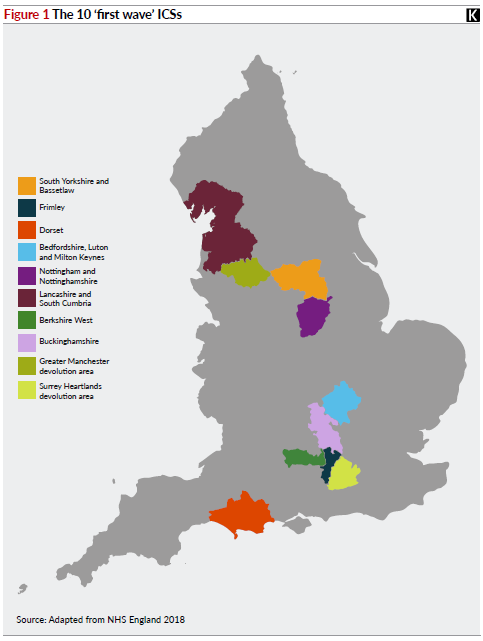 Figure 1 The 10 ‘first wave’ ICSs
K
South Yorkshire and
Bassetlaw
Frimley
Dorset
Bedfordshire, Luton
and Milton Keynes
Nottingham and
Nottinghamshire
Lancashire and
South Cumbria
Berkshire West
Buckinghamshire
Greater Manchester
devolution area
Surrey Heartlands
devolution area
Source: Adapted from NHS England 2018